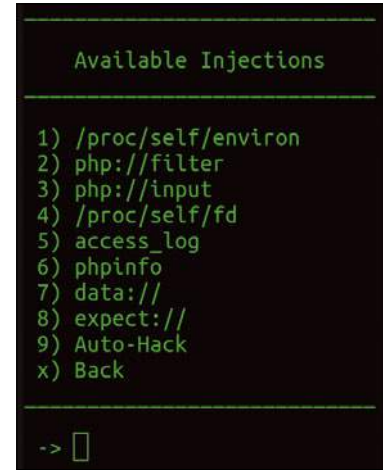 Available Injections
1) /proc/self/environ
2) php://filter
3) php://input
4) /proc/self/fd
5) access_log
6) phpinfo
7) data://
8) expect://
9) Auto-Hack
x) Back
->